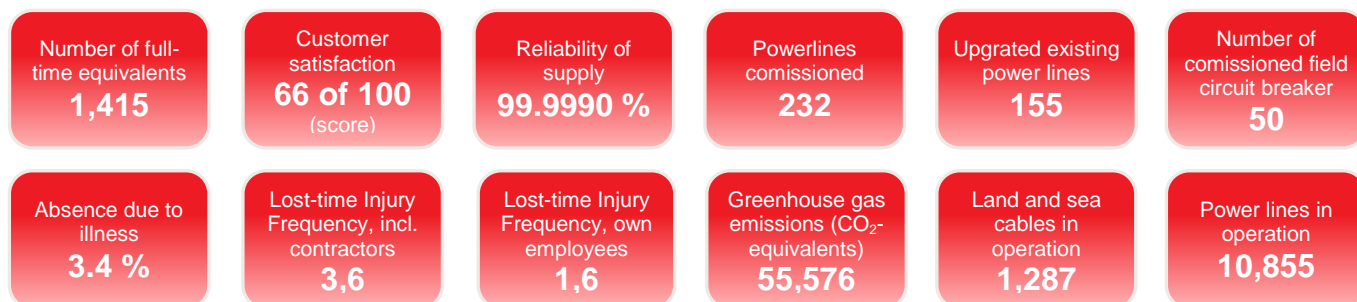 Number of full-
time equivalents
1,415
Customer
satisfaction
66 of 100
(score)
Reliability of
supply
99.9990 %
Powerlines
comissioned
232
Upgrated existing
power lines
155
Number of
comissioned field
circuit breaker
50
Absence due to
illness
3.4 %
Lost-time Injury
Frequency, incl.
contractors
3,6
Lost-time Injury
Frequency, own
employees
1,6
Greenhouse gas
emissions (CO₂-
equivalents)
55,576
Land and sea
cables in
operation
1,287
Power lines in
operation
10,855